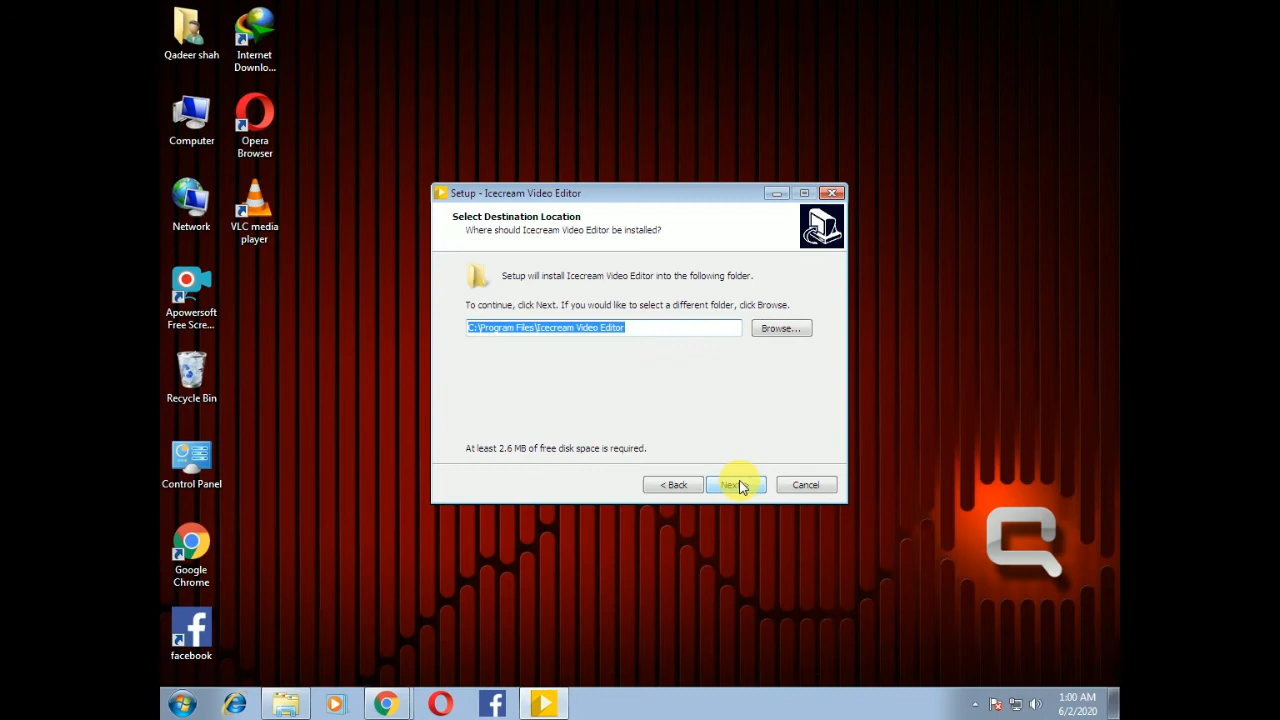 Qadeer shah
Internet
Downlo...
Computer
Opera
Browser
Network
VLC media
player
Apowersoft
Free Scre...
Recycle Bin
Control Panel
Google
Chrome
facebook
Setup - Icecream Video Editor
Select Destination Location
Where should Icecream Video Editor be installed?
Setup will install Icecream Video Editor into the following folder.
To continue, click Next. If you would like to select a different folder, click Browse.
C:\Program Files\Icecream Video Editor
Browse...
At least 2.6 MB of free disk space is required.
< Back
Next
Cancel
1:00 AM
6/2/2020